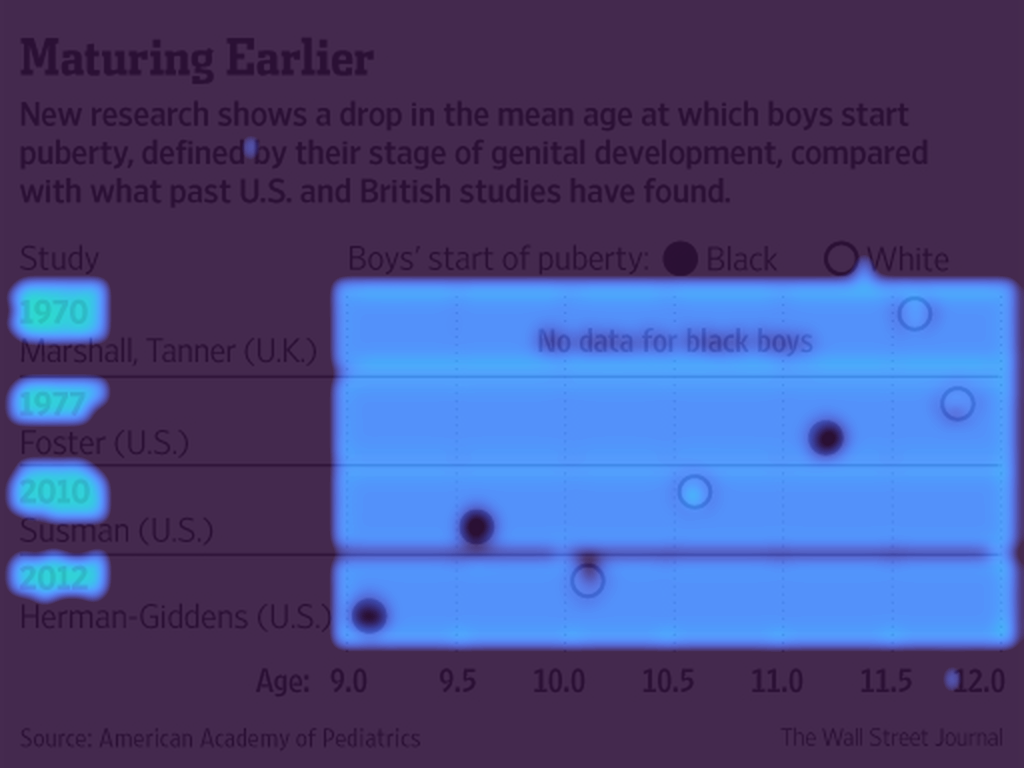 Maturing Earlier
New research shows a drop in the mean age at which boys start
puberty, defined by their stage of genital development, compared
with what past U.S. and British studies have found.
Study Boys’ start of puberty: Black White
1970
Marshall, Tanner (U.K.)
No data for black boys
1977
Foster (U.S.)
2010
Susman (U.S.)
2012
Herman-Giddens (U.S.)
Age: 9.0 9.5 10.0 10.5 11.0 11.5 12.0
Source: American Academy of Pediatrics The Wall Street Journal